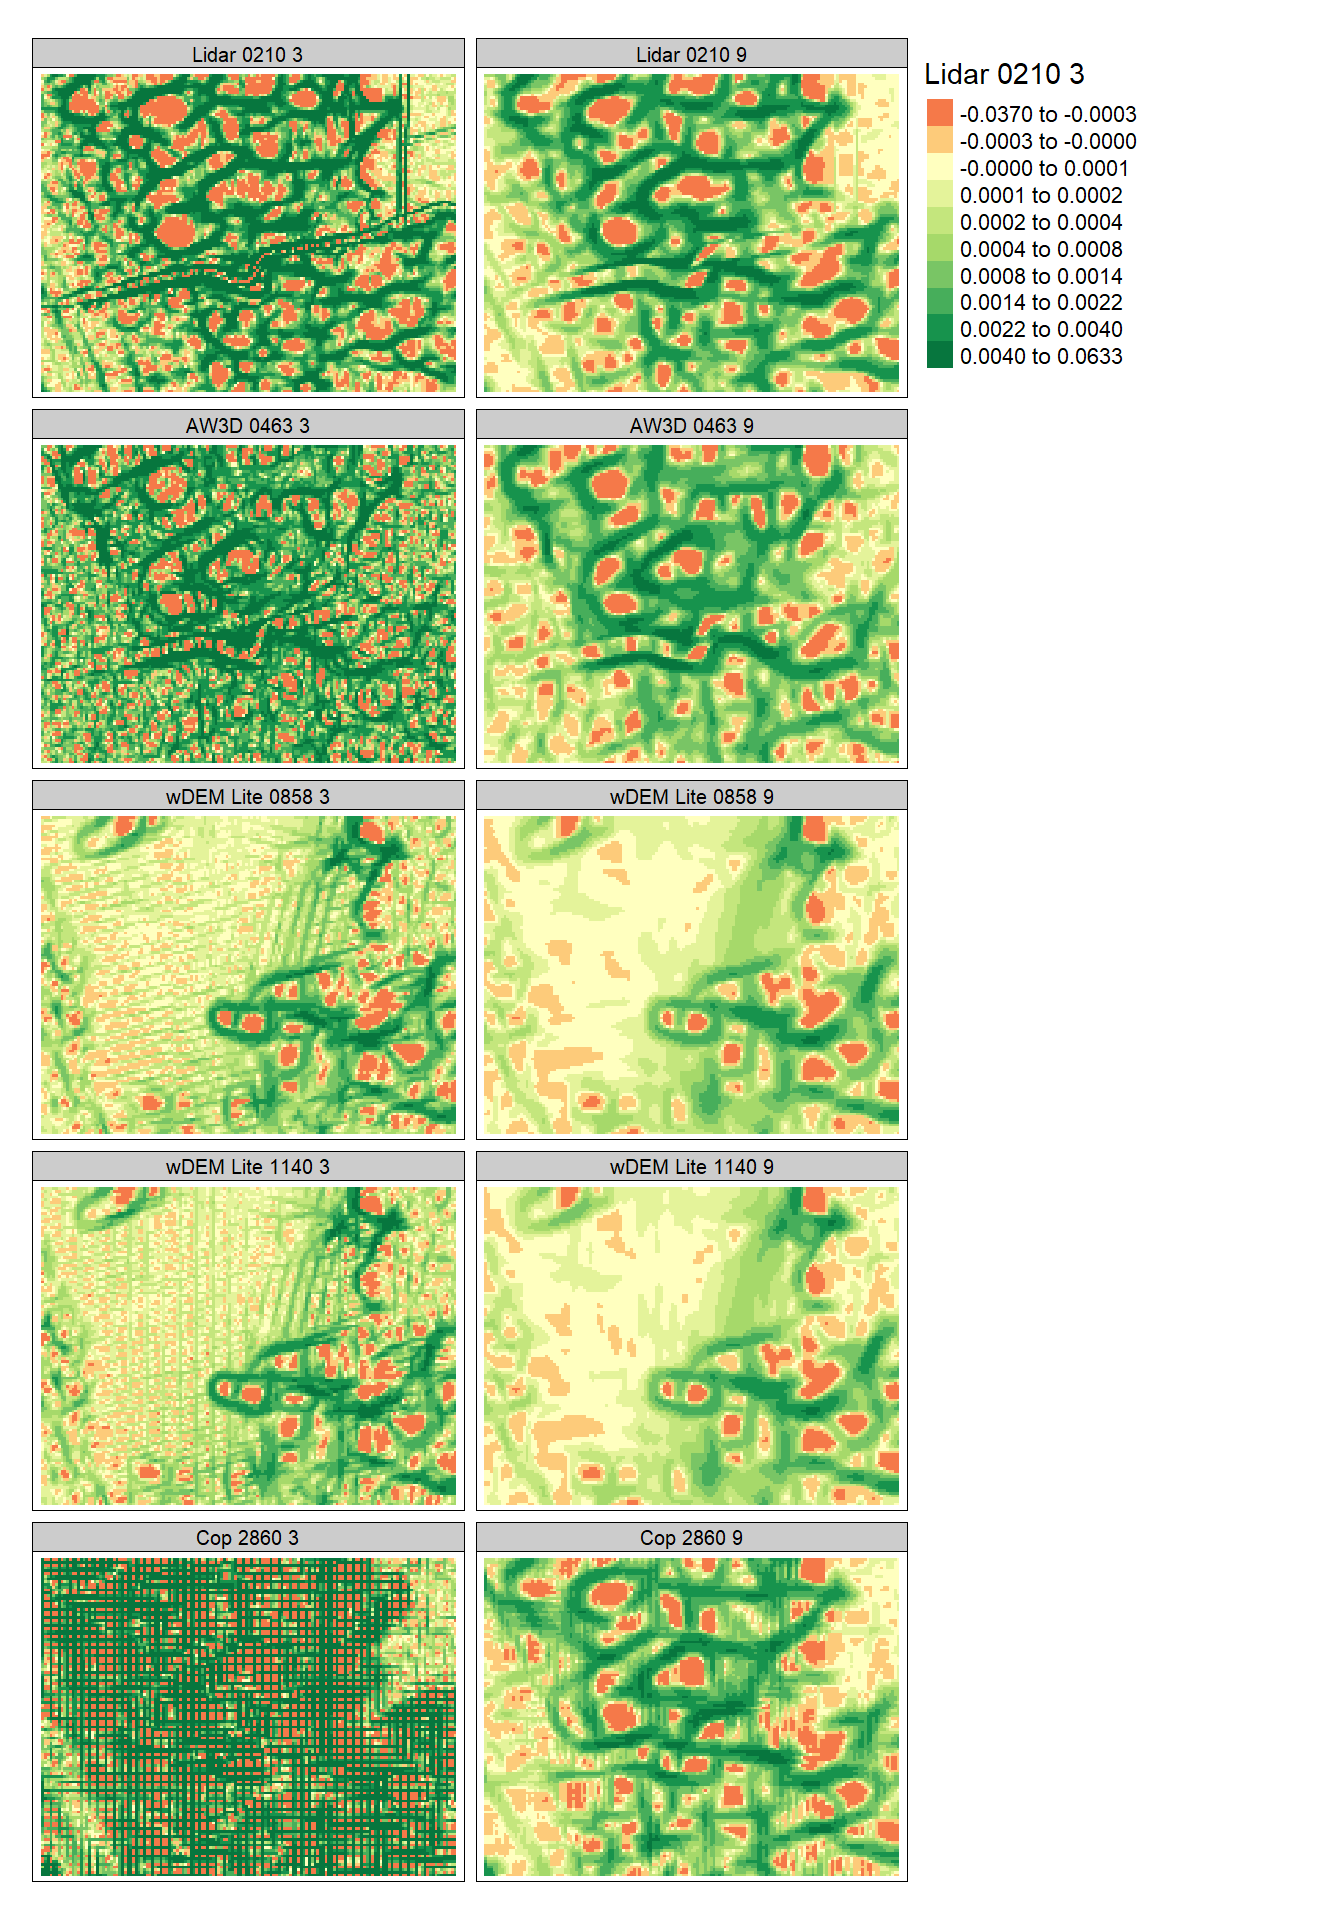 Lidar 0210 3
Lidar 0210 9
Lidar 0210 3
-0.0370 to -0.0003
-0.0003 to -0.0000
-0.0000 to 0.0001
0.0001 to 0.0002
0.0002 to 0.0004
0.0004 to 0.0008
0.0008 to 0.0014
0.0014 to 0.0022
0.0022 to 0.0040
0.0040 to 0.0633
AW3D 0463 3
AW3D 0463 9
wDEM Lite 0858 3
wDEM Lite 0858 9
wDEM Lite 1140 3
wDEM Lite 1140 9
Cop 2860 3
Cop 2860 9